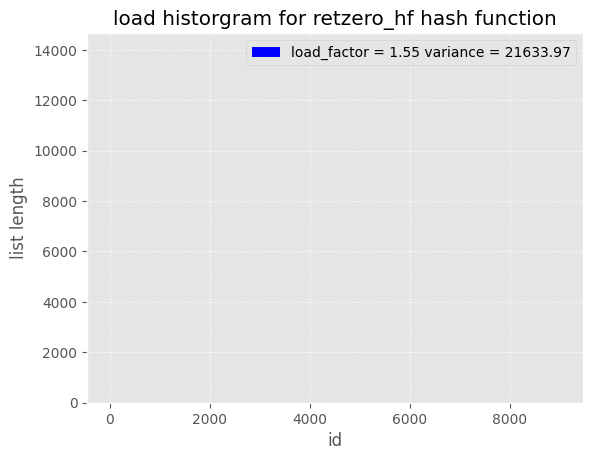 load historgram for retzero_hf hash function
load_factor = 1.55 variance = 21633.97
14000
12000
10000
8000
6000
4000
2000
0
list length
0 2000 4000 6000 8000
id